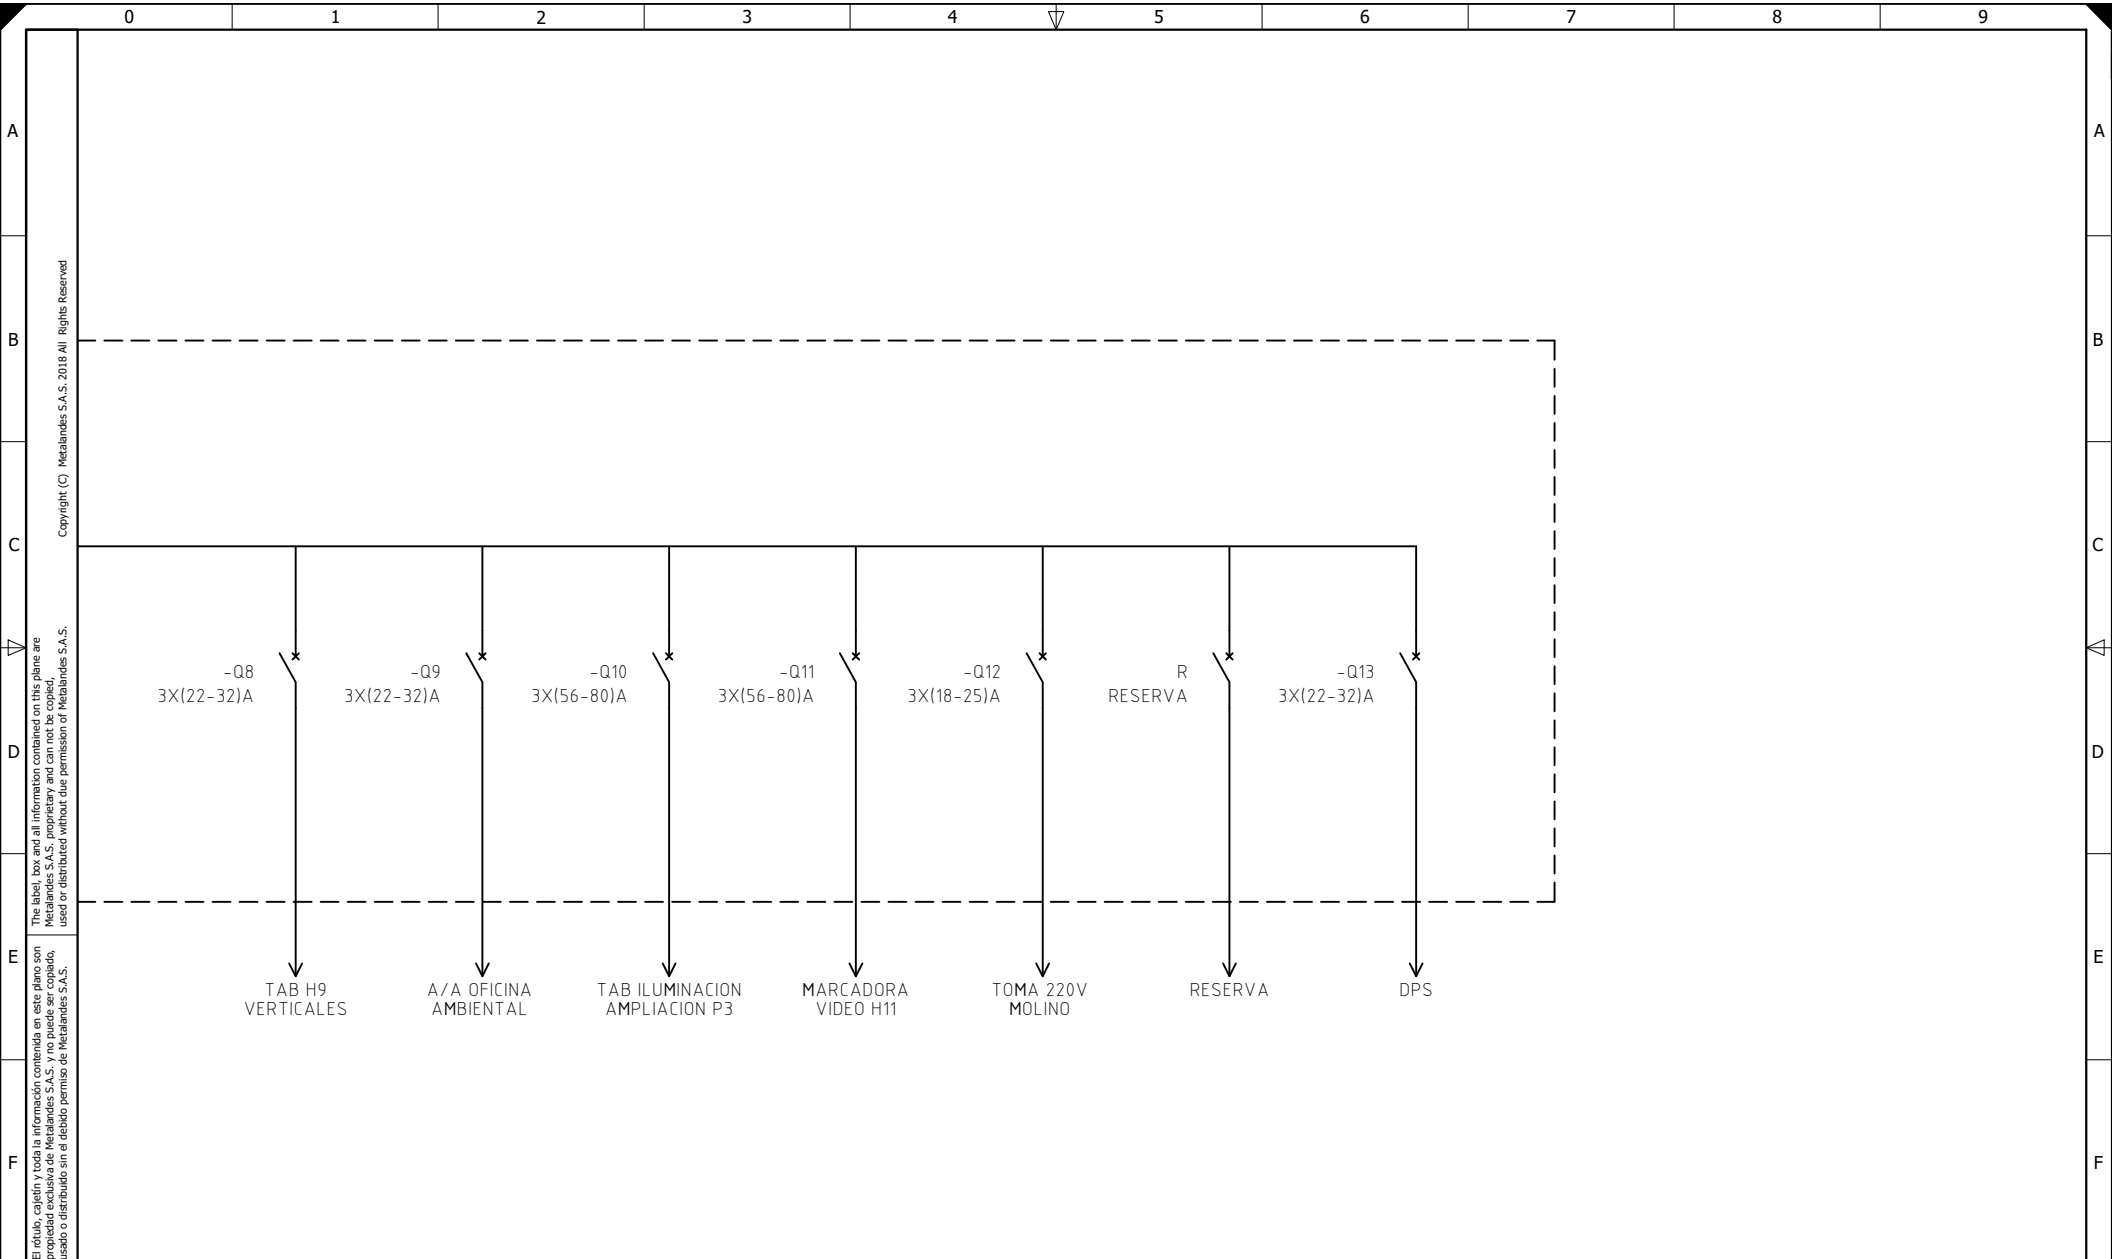 0 1 2 3 4 5 6 7 8 9
A A
B B
C C
D D
E E
F F
Copyright (C) Metalandes S.A.S. 2018 All Rights Reserved
The label, box and all information contained on this plane are
Metalandes S.A.S. proprietary and can not be copied,
used or distributed without due permission of Metalandes S.A.S.
El rótulo, cajetín y toda la información contenida en este plano son
propiedad exclusiva de Metalandes S.A.S. y no puede ser copiado,
usado o distribuido sin el debido permiso de Metalandes S.A.S.
-Q8
3X(22-32)A
-Q9
3X(22-32)A
-Q10
3X(56-80)A
-Q11
3X(56-80)A
-Q12
3X(18-25)A
R
RESERVA
-Q13
3X(22-32)A
TAB H9
VERTICALES
A/A OFICINA
AMBIENTAL
TAB ILUMINACION
AMPLIACION P3
MARCADORA
VIDEO H11
TOMA 220V
MOLINO
RESERVA
DPS